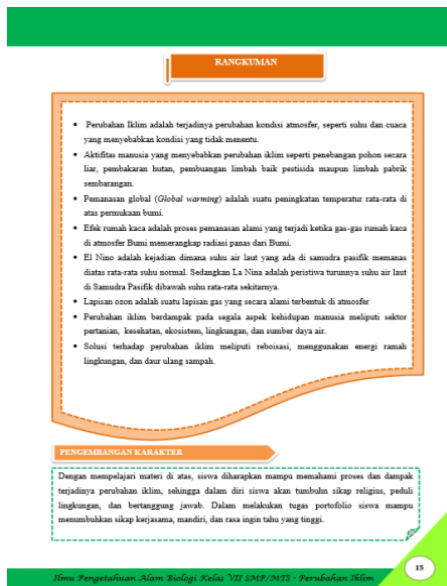 RANGKUMAN
• Perubahan Iklim adalah terjadinya perubahan kondisi atmosfer, seperti suhu dan cuaca
yang menyebabkan kondisi yang tidak menentu.
• Aktifitas manusia yang menyebabkan perubahan iklim seperti penebangan pohon secara
liar, pembakaran hutan, pembuangan limbah baik pestisida maupun limbah pabrik
sembarangan.
• Pemanasan global (Global warming) adalah suatu peningkatan temperatur rata-rata di
atas permukaan bumi.
• Efek rumah kaca adalah proses pemanasan alami yang terjadi ketika gas-gas rumah kaca
di atmosfer Bumi memerangkap radiasi panas dari Bumi.
• El Nino adalah kejadian dimana suhu air laut yang ada di samudra pasifik memanas
diatas rata-rata suhu normal. Sedangkan La Nina adalah peristiwa turunnya suhu air laut
di Samudra Pasifik dibawah suhu rata-rata sekitarnya.
• Lapisan ozon adalah suatu lapisan gas yang secara alami terbentuk di atmosfer
• Perubahan iklim berdampak pada segala aspek kehidupan manusia meliputi sektor
pertanian, kesehatan, ekosistem, lingkungan, dan sumber daya air.
• Solusi terhadap perubahan iklim meliputi reboisasi, menggunakan energi ramah
lingkungan, dan daur ulang sampah.
PENGEMBANGAN KARAKTER
Dengan mempelajari materi di atas, siswa diharapkan mampu memahami proses dan dampak
terjadinya perubahan iklim, sehingga dalam diri siswa akan tumbuhn sikap religius, peduli
lingkungan, dan bertanggung jawab. Dalam melakukan tugas portofolio siswa mampu
menumbuhkan sikap kerjasama, mandiri, dan rasa ingin tahu yang tinggi.
15
Ilmu Pengetahuan Alam Biologi Kelas VII SMP/MTS - Perubahan Iklim